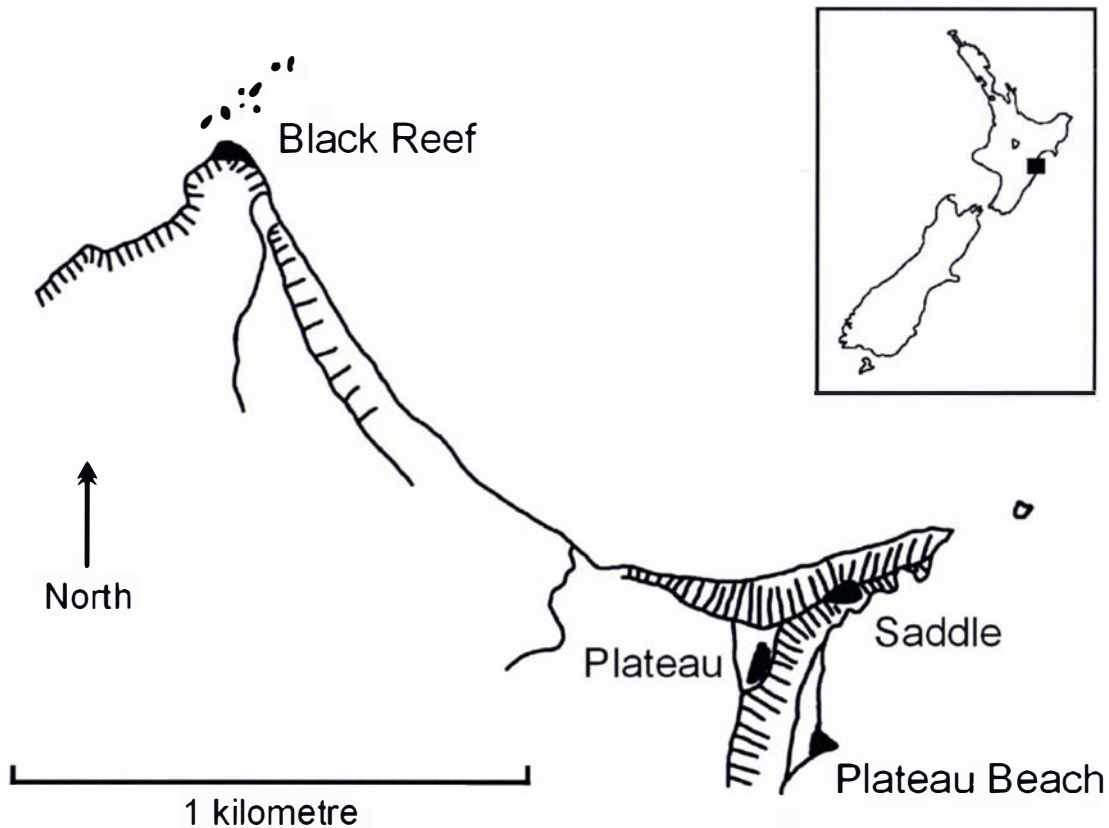 Black Reef
North
Saddle
Plateau
Plateau Beach
1 kilometre